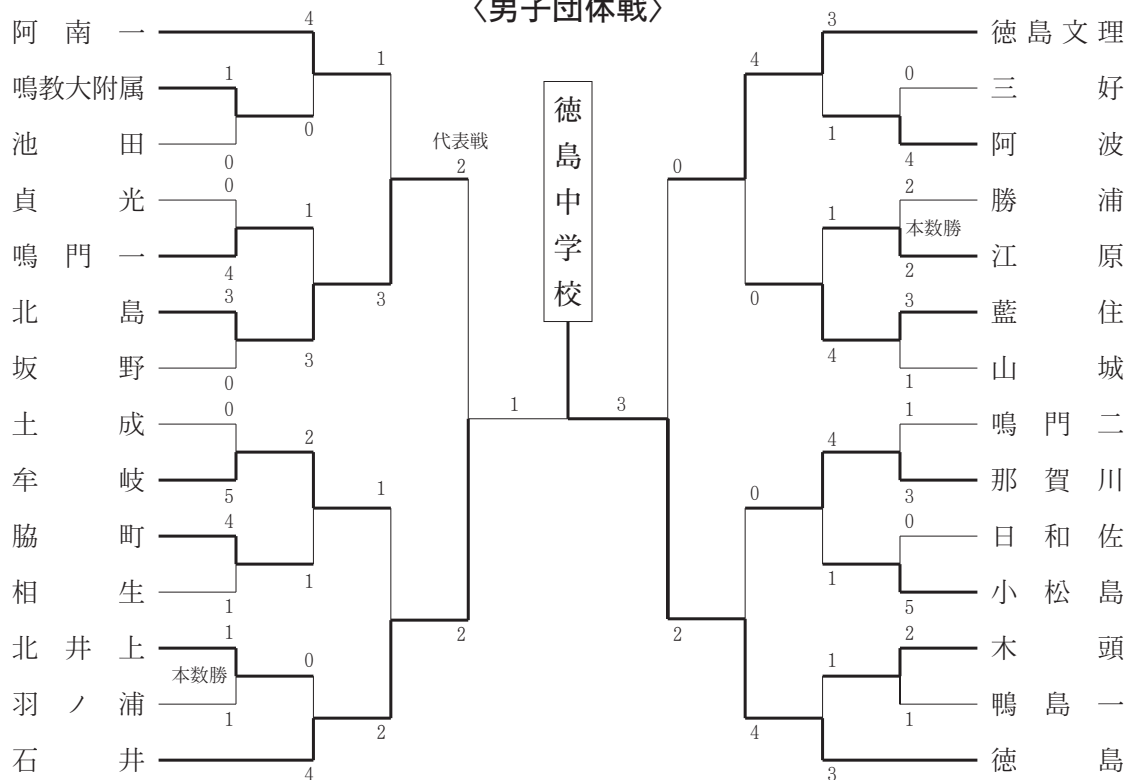 〈男子団体戦〉
徳島中学校
阿南一
4
鳴教大附属
1
0
池田
0
1
貞光
0
鳴門一
4
1
北島
3
3
坂野
0
3
代表戦
2
土成
0
牟岐
5
2
脇町
4
1
相生
1
1
北井上
1
0
本数勝
羽ノ浦
1
石井
4
2
2
1
3
徳島文理
3
三好
0
1
阿波
4
4
勝浦
2
本数勝
1
江原
2
藍住
3
4
山城
1
0
0
鳴門二
1
4
那賀川
3
日和佐
0
1
小松島
5
0
木頭
2
1
鴨島一
1
徳島
3
4
2